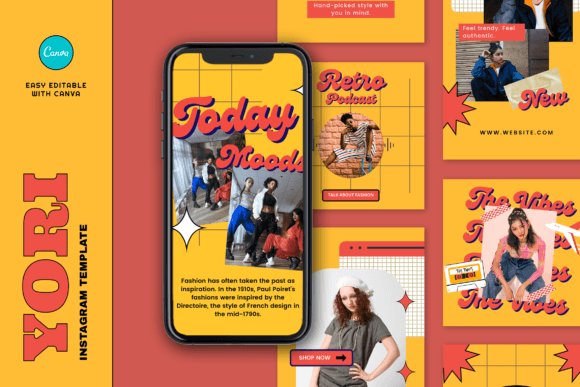 Canva
EASY EDITABLE
WITH CANVA
YORI
INSTAGRAM TEMPLATE
Today
Moods
Fashion has often taken the past as
inspiration. In the 1910s, Paul Poiret's
fashions were inspired by the
Directoire, the style of French design in
the mid-1790s.
Hand-picked style with
you in mind.
Retro
Podcast
TALK ABOUT FASHION
SHOP NOW
Feel trendy. Feel
authentic.
New
WWW.WEBSITE.COM
The Vibes
The Vibes
The Vibes